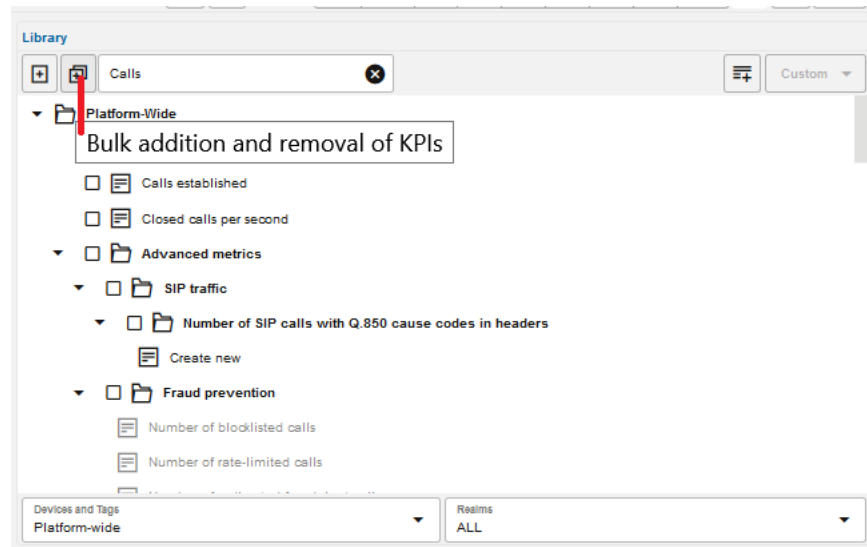 Library
Calls
Custom
Platform-Wide
Bulk addition and removal of KPIs
Calls established
Closed calls per second
Advanced metrics
SIP traffic
Number of SIP calls with Q.850 cause codes in headers
Create new
Fraud prevention
Number of blocklisted calls
Number of rate-limited calls
Devices and Tags
Platform-wide
Realms
ALL